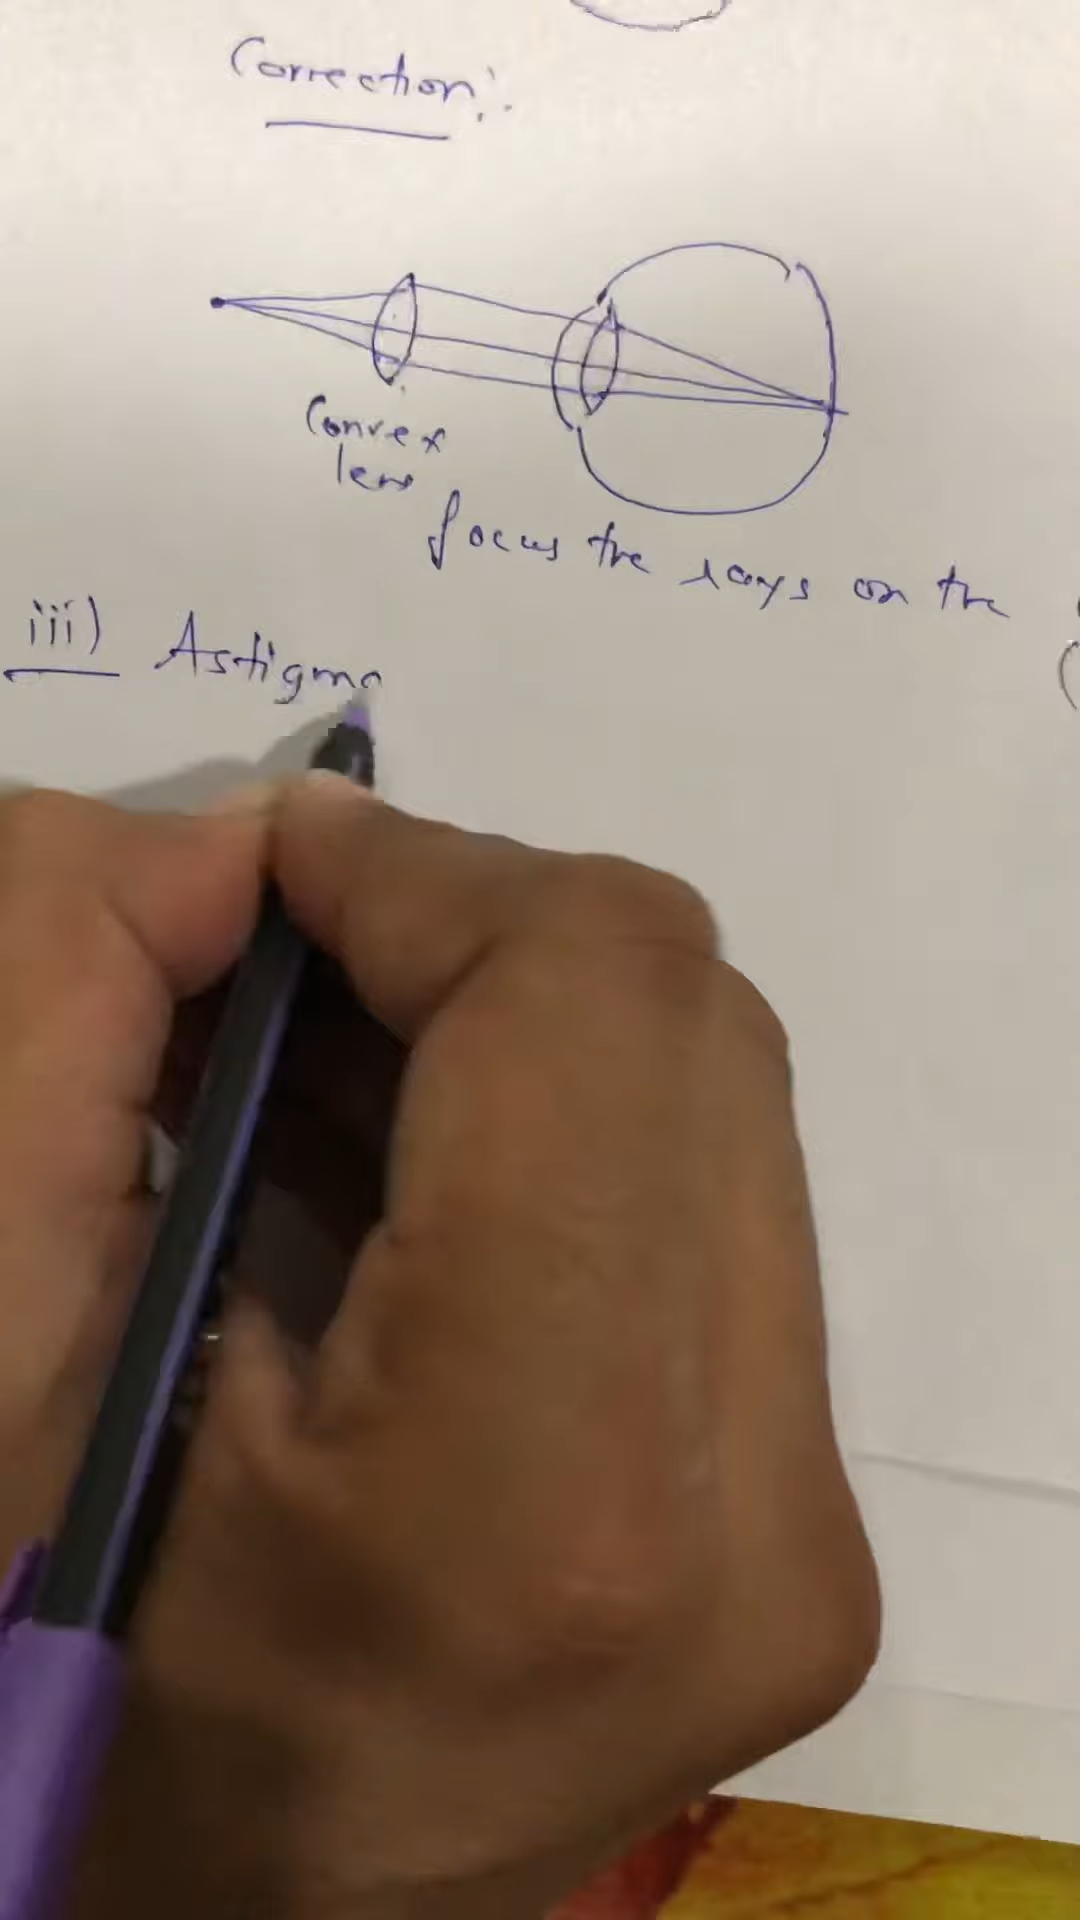 Correction:
Convex
lens
focus the rays on the
iii) Astigma